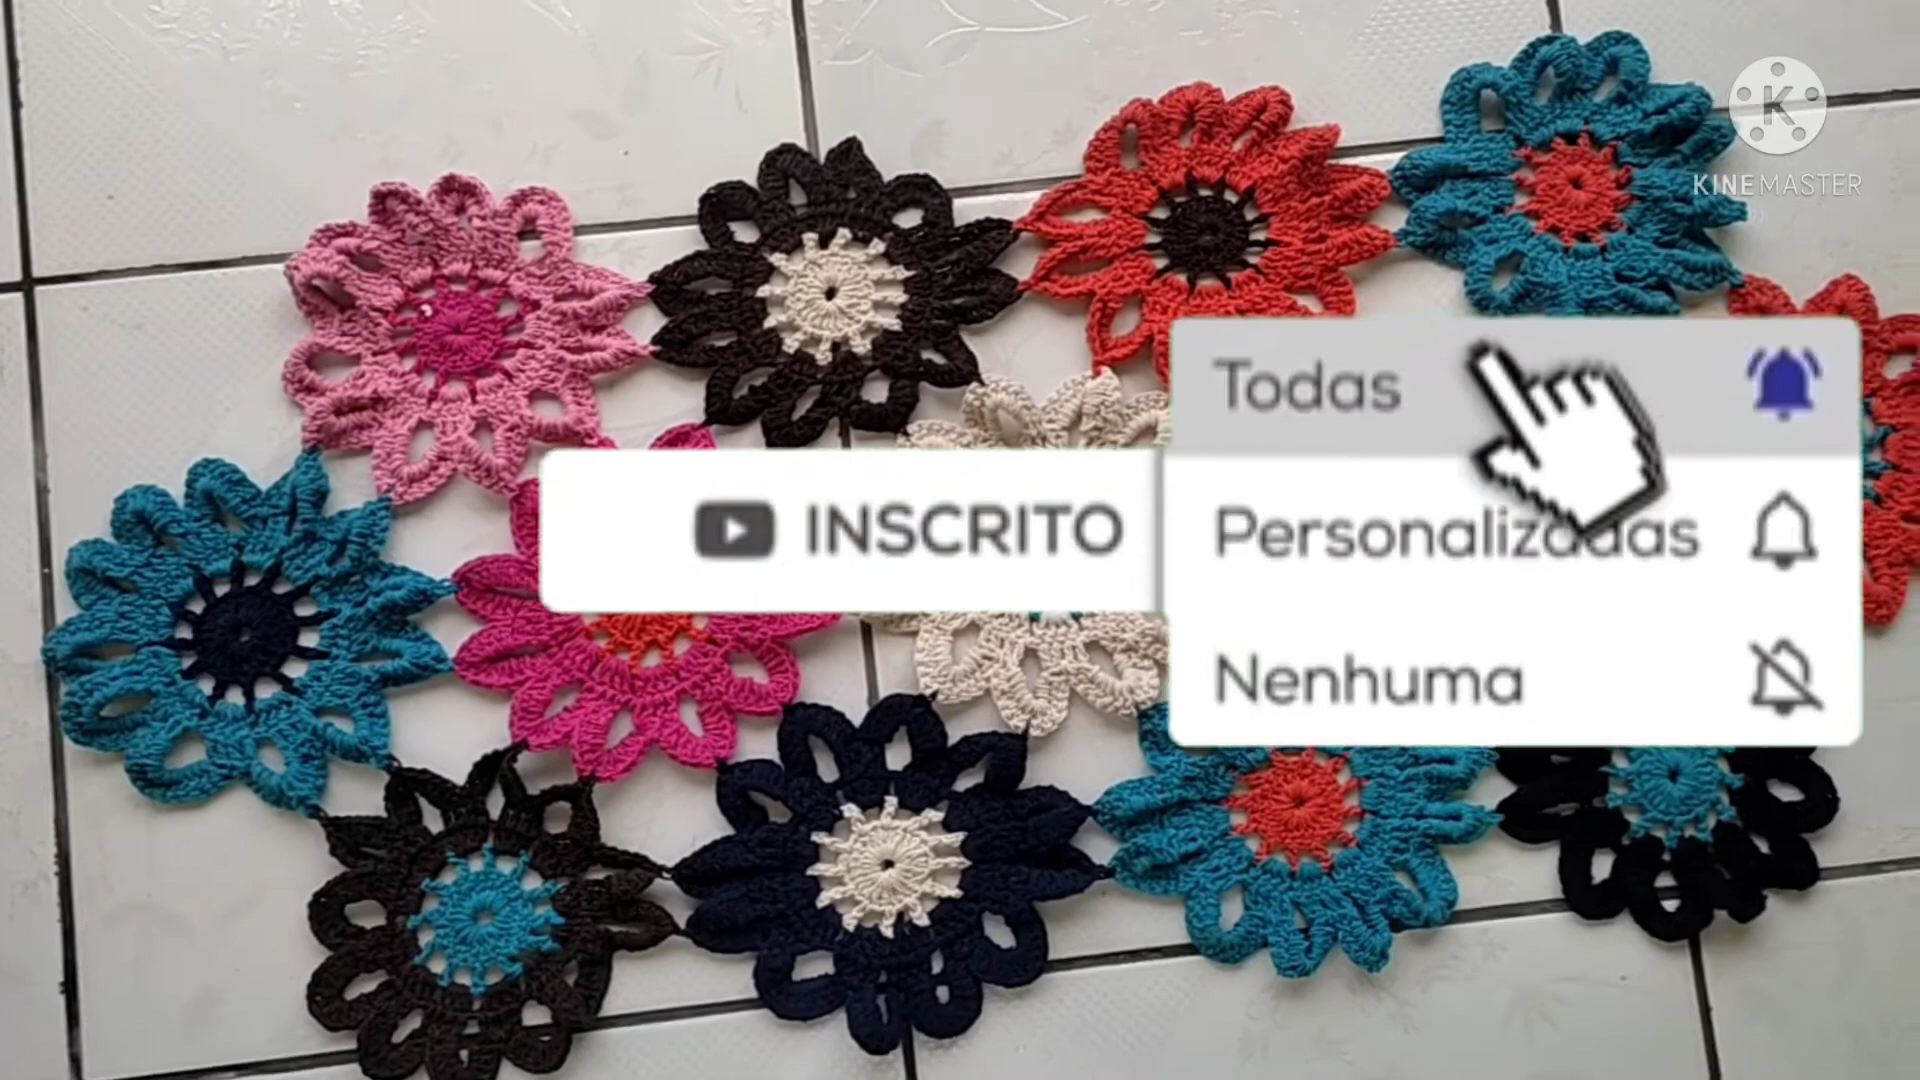 K
KINEMASTER
Todas
INSCRITO
Personalizadas
Nenhuma